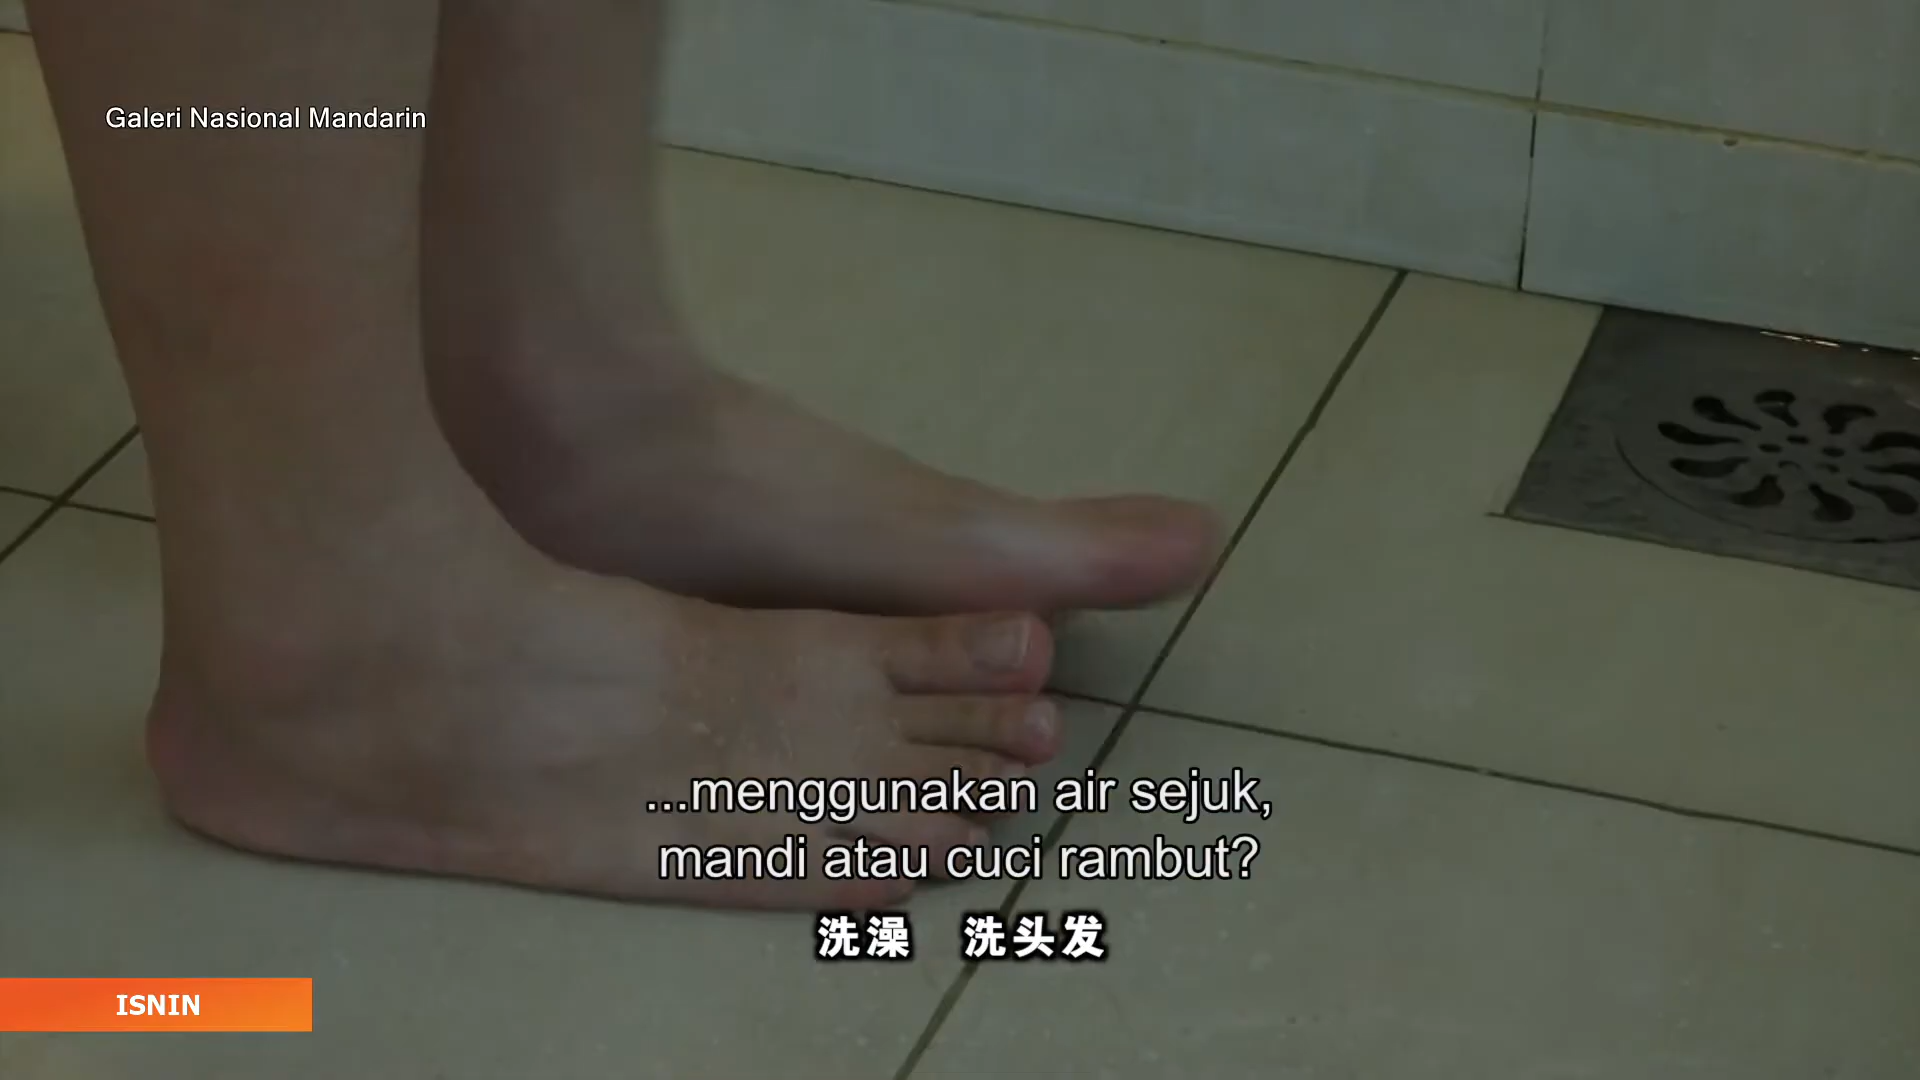 Galeri Nasional Mandarin
...menggunakan air sejuk,
mandi atau cuci rambut?
洗澡 洗头发
ISNIN